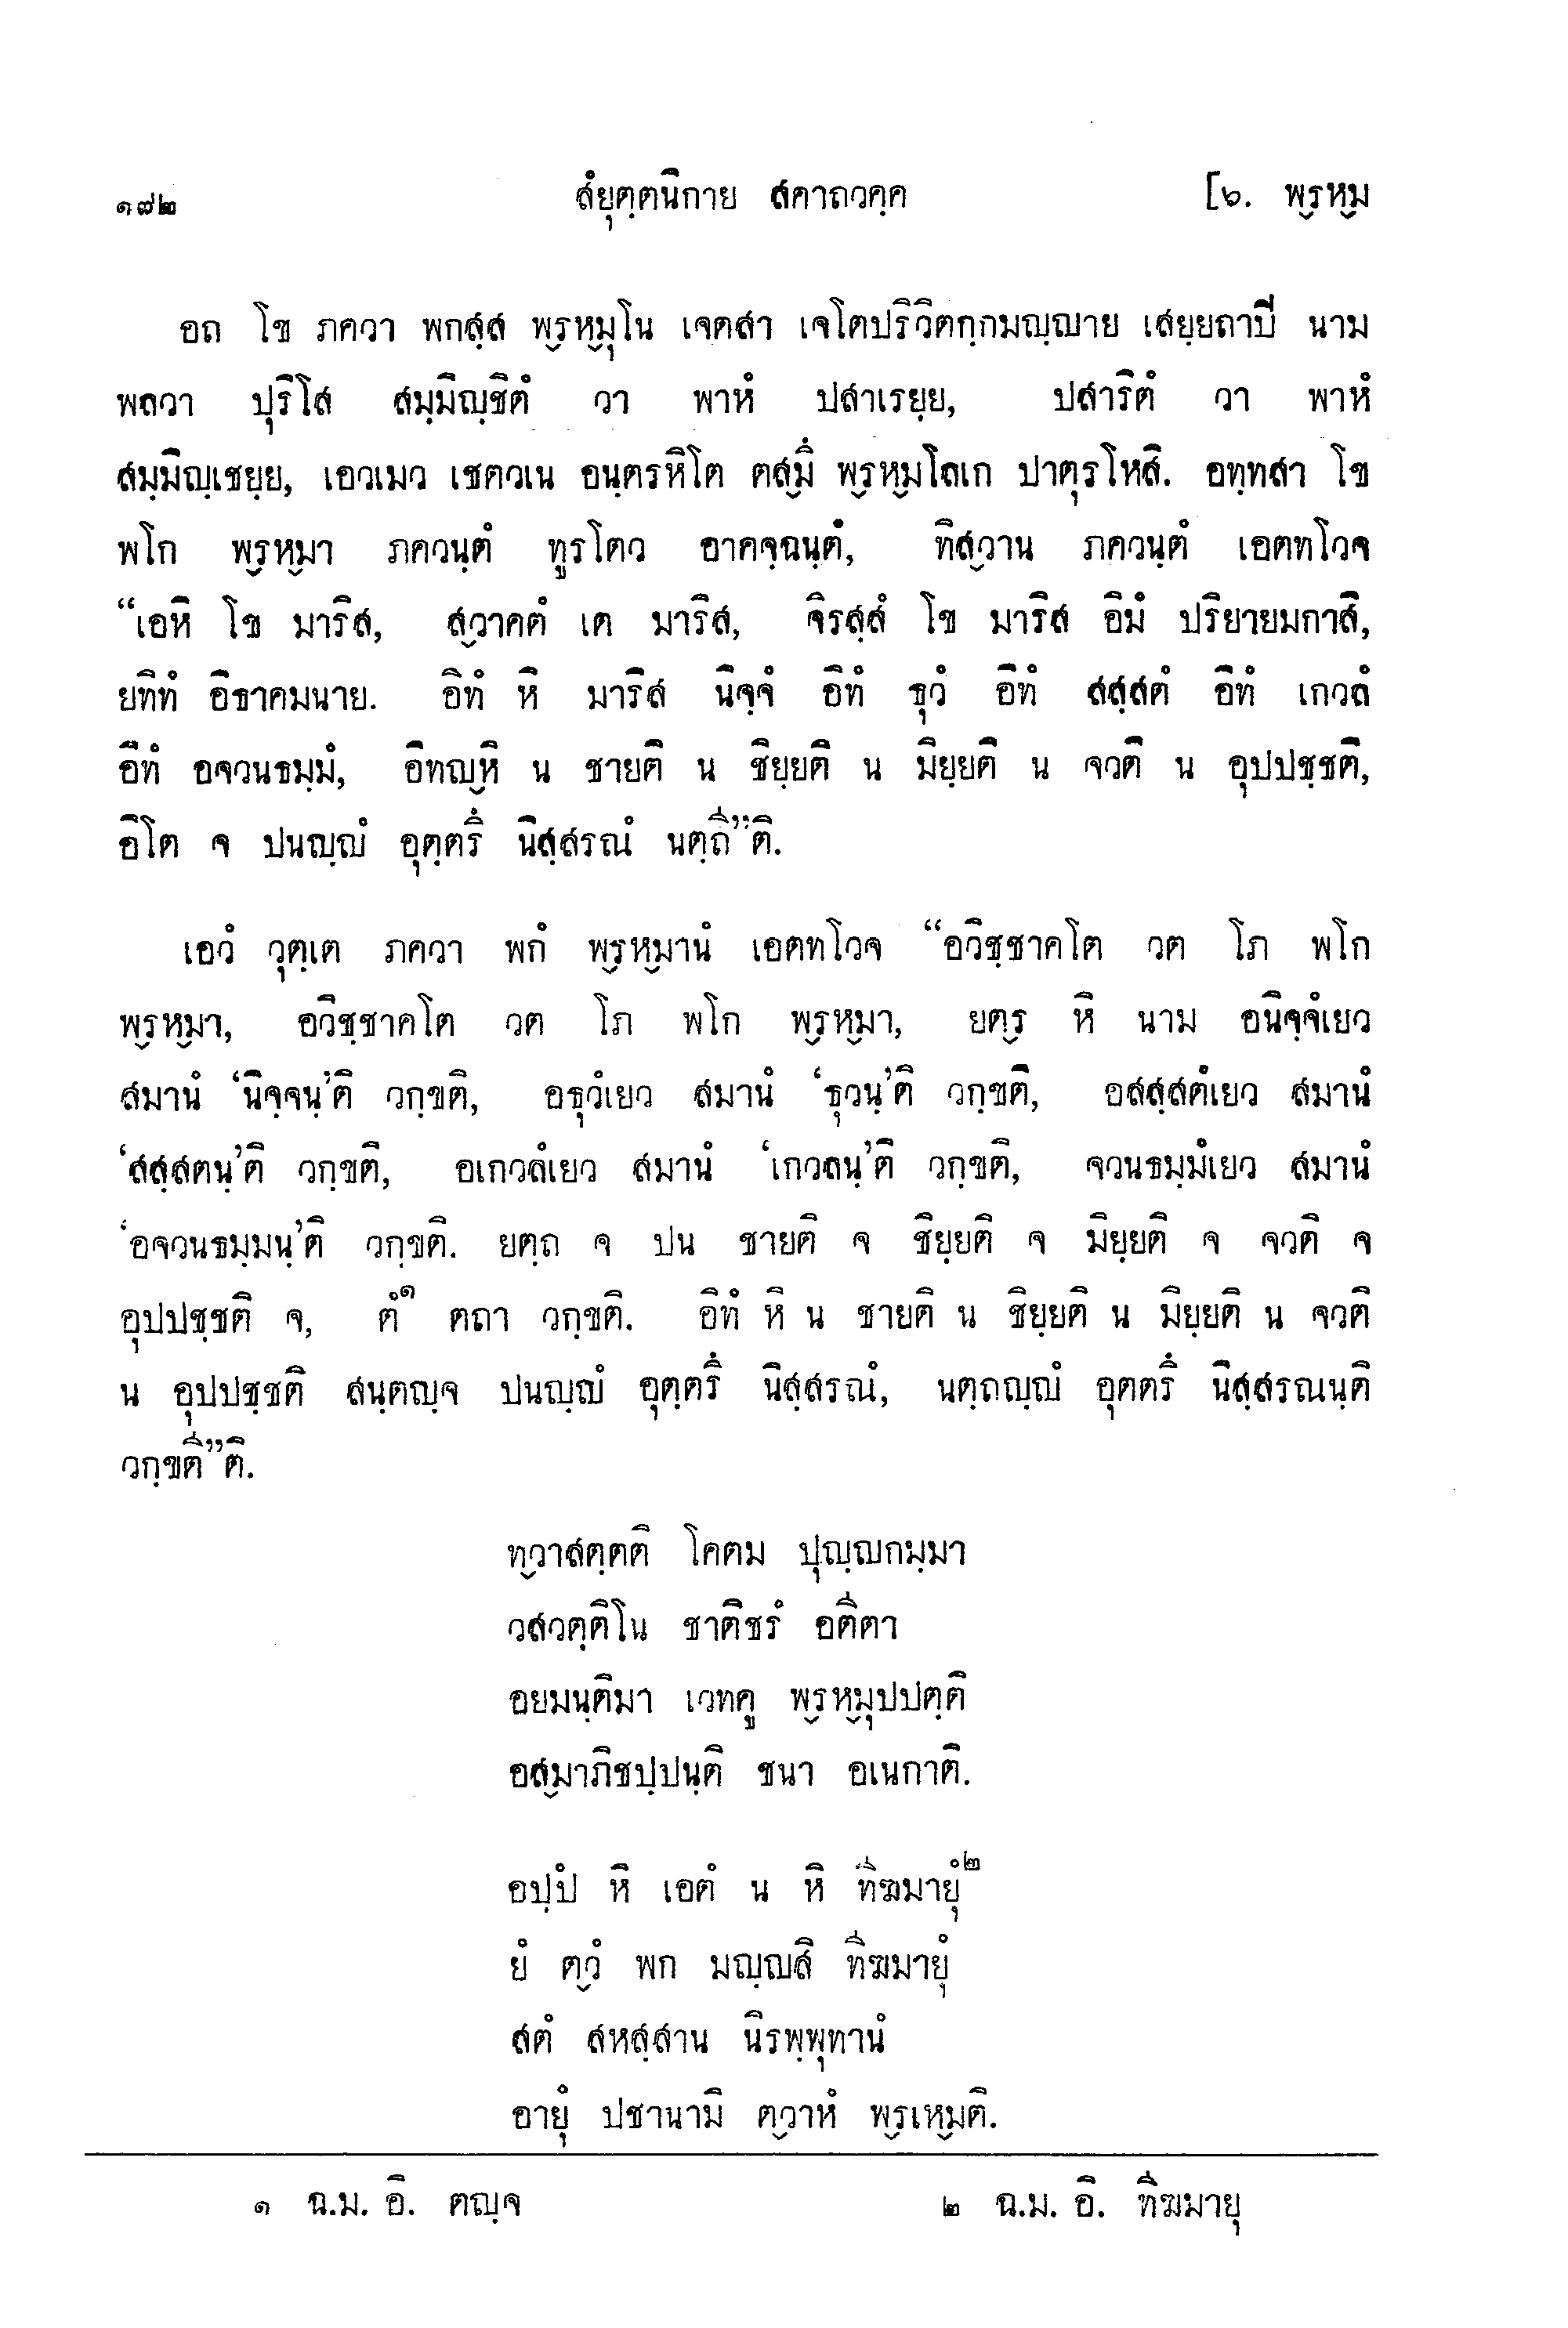 ๑๗๒ สํยุตฺตนิกาย สคาถวคฺค [๖. พฺรหฺม
อถ โข ภควา พกสฺส พฺรหฺมุโน เจตสา เจโตปริวิตกฺกมญฺญาย เสยฺยถาปี นาม
พลวา ปุริโส สมฺมิญฺชิตํ วา พาหํ ปสาเรยฺย, ปสาริตํ วา พาหํ
สมฺมิญฺเชยฺย, เอวเมว เชตวเน อนฺตรหิโต ตสฺมึ พฺรหฺมโลเก ปาตุรโหสิ. อทฺทสา โข
พโก พฺรหฺมา ภควนฺตํ ทูรโตว อาคจฺฉนฺตํ, ทิสฺวาน ภควนฺตํ เอตทโวจ
“เอหิ โข มาริส, สฺวาคตํ เต มาริส, จิรสฺสํ โข มาริส อิมํ ปริยายมกาสิ,
ยทิทํ อิธาคมนาย. อิทํ หิ มาริส นิจฺจํ อิทํ ธุวํ อิทํ สสฺสตํ อิทํ เกวลํ
อิทํ อจวนธมฺมํ, อิทญฺหิ น ชายติ น ชิยฺยติ น มิยฺยติ น จวติ น อุปปชฺชติ,
อิโต จ ปนญฺญํ อุตฺตรึ นิสฺสรณํ นตฺถี”ติ.
เอวํ วุตฺเต ภควา พกํ พฺรหฺมานํ เอตทโวจ “อวิชฺชาคโต วต โภ พโก
พฺรหฺมา, อวิชฺชาคโต วต โภ พโก พฺรหฺมา, ยตฺร หิ นาม อนิจฺจํเยว
สมานํ ‘นิจฺจนฺ’ติ วกฺขติ, อธุวํเยว สมานํ ‘ธุวนฺ’ติ วกฺขติ, อสสฺสตํเยว สมานํ
‘สสฺสตนฺ’ติ วกฺขติ, อเกวลํเยว สมานํ ‘เกวลนฺ’ติ วกฺขติ, จวนธมฺมํเยว สมานํ
‘อจวนธมฺมนฺ’ติ วกฺขติ. ยตฺถ จ ปน ชายติ จ ชิยฺยติ จ มิยฺยติ จ จวติ จ
อุปปชฺชติ จ, ตํ๑ ตถา วกฺขติ. อิทํ หิ น ชายติ น ชิยฺยติ น มิยฺยติ น จวติ
น อุปปชฺชติ สนฺตญฺจ ปนญฺญํ อุตฺตรึ นิสฺสรณํ, นตฺถญฺญํ อุตตรึ นิสฺสรณนฺติ
วกฺขตี”ติ.
ทฺวาสตฺตติ โคตม ปุญฺญกมฺมา
วสวตฺติโน ชาติชรํ อตีตา
อยมนฺติมา เวทคู พฺรหฺมุปปตฺติ
อสฺมาภิชปฺปนฺติ ชนา อเนกาติ.
อปฺปํ หิ เอตํ น หิ ทีฆมายุํ๒
ยํ ตฺวํ พก มญฺญสิ ทีฆมายุํ
สตํ สหสฺสาน นิรพฺพุทานํ
อายุํ ปชานามิ ตฺวาหํ พฺรเหฺมติ.
๑ ฉ.ม. อิ. ตญฺจ ๒ ฉ.ม. อิ. ทีฆมายุ